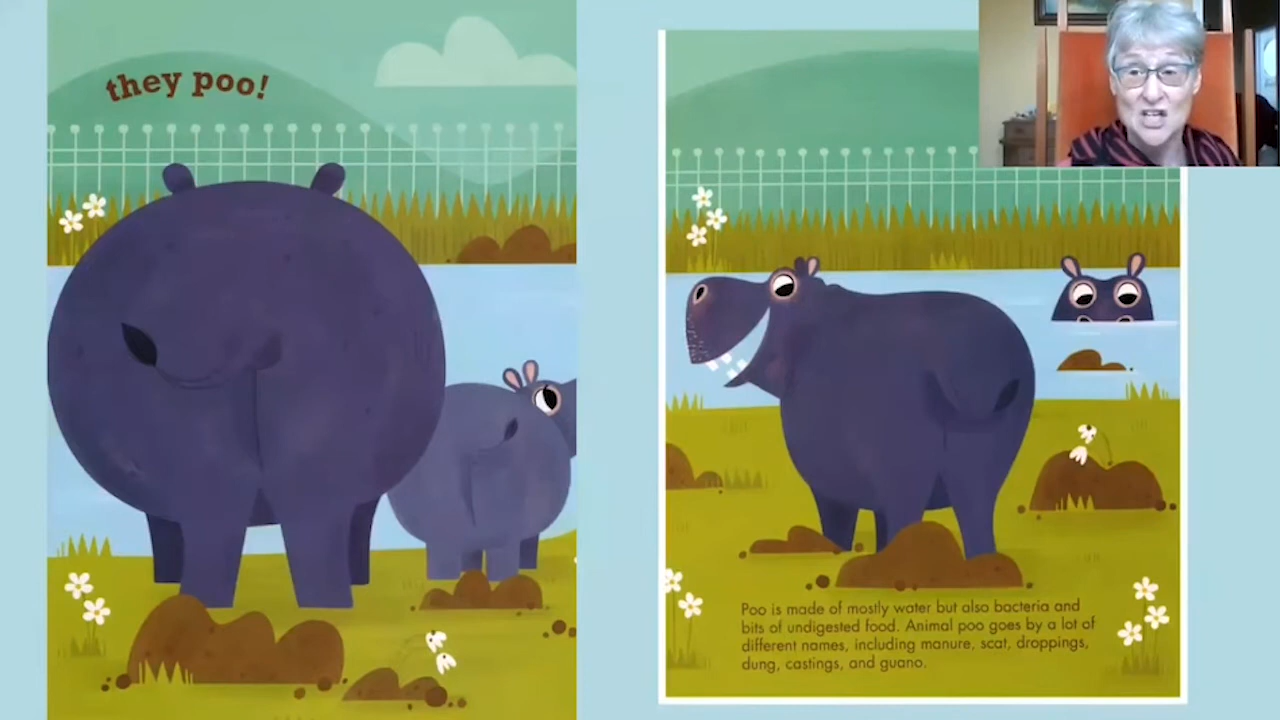 they poo!
Poo is made of mostly water but also bacteria and
bits of undigested food. Animal poo goes by a lot of
different names, including manure, scat, droppings,
dung, castings, and guano.